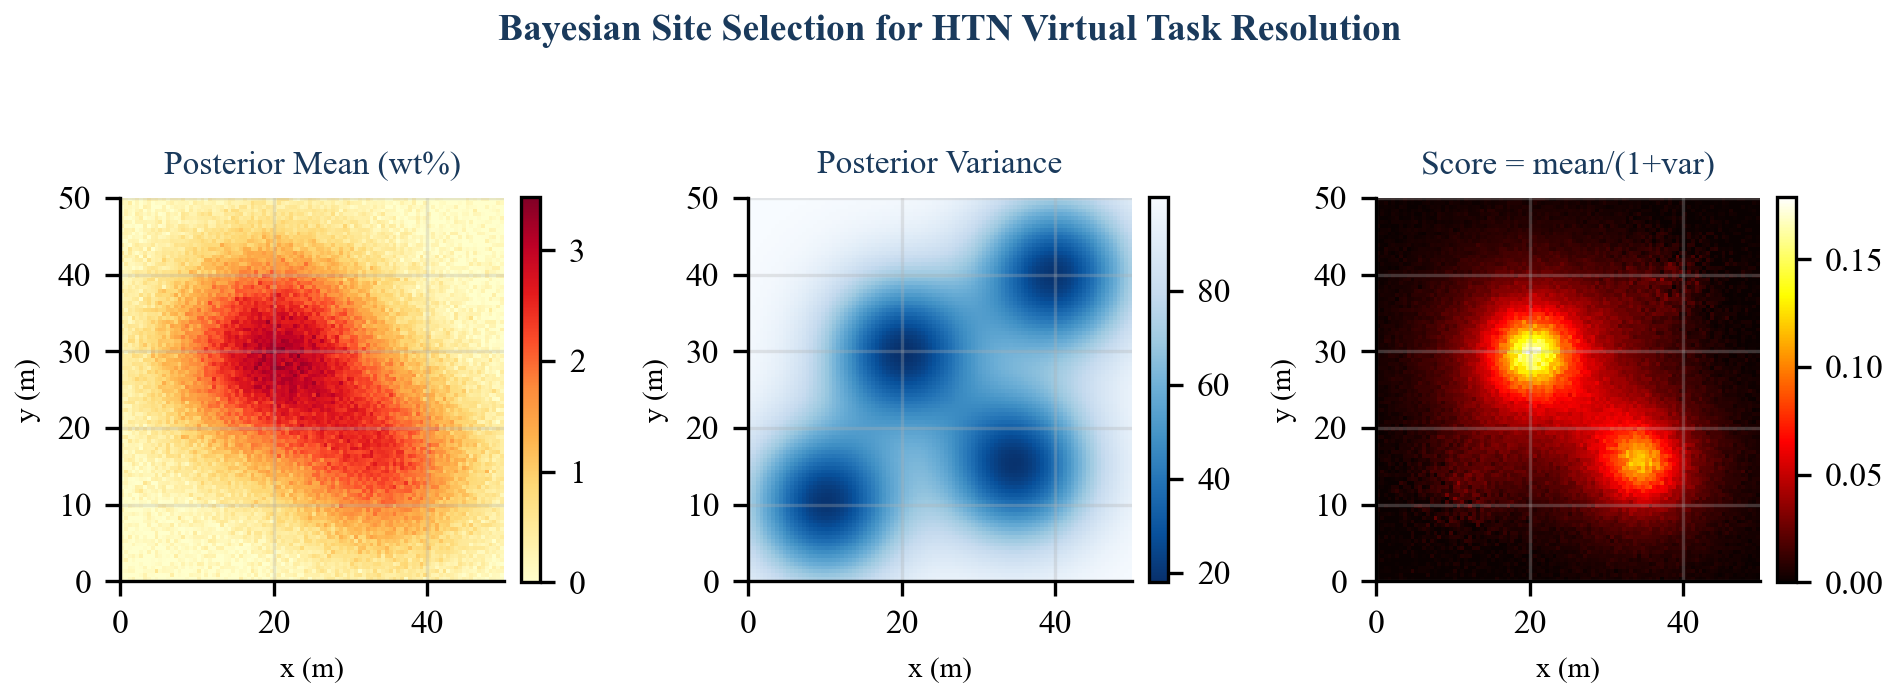 Bayesian Site Selection for HTN Virtual Task Resolution
Posterior Mean (wt%)
50
40
30
20
10
0
y (m)
0 20 40
x (m)
3
2
1
0
Posterior Variance
50
40
30
20
10
0
y (m)
0 20 40
x (m)
80
60
40
20
Score = mean/(1+var)
50
40
30
20
10
0
y (m)
0 20 40
x (m)
0.15
0.10
0.05
0.00